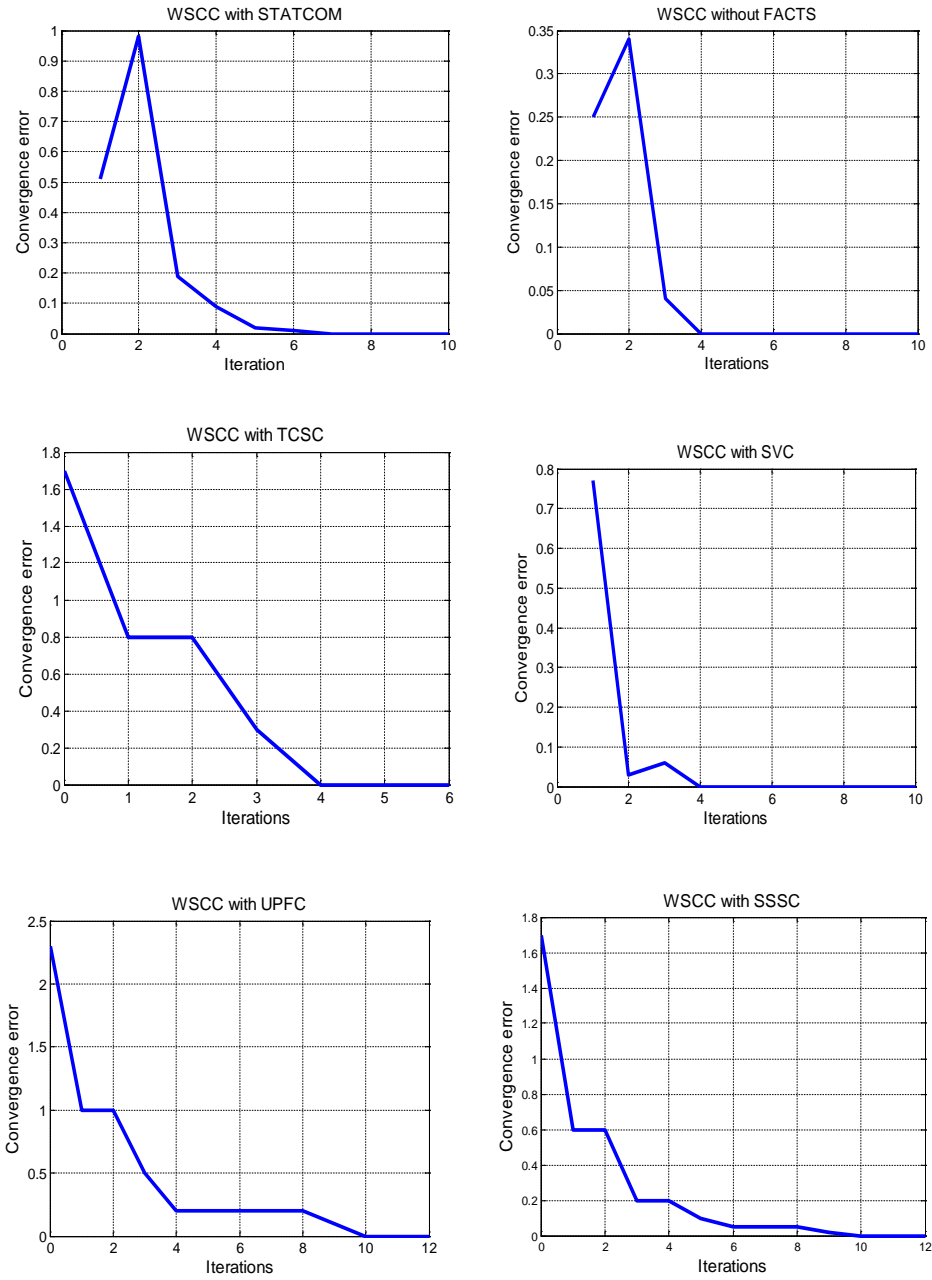 WSCC with STATCOM
1
0.9
0.8
0.7
0.6
0.5
0.4
0.3
0.2
0.1
0
0 2 4 6 8 10
Convergence error
Iteration
WSCC without FACTS
0.35
0.3
0.25
0.2
0.15
0.1
0.05
0
0 2 4 6 8 10
Convergence error
Iterations
WSCC with TCSC
1.8
1.6
1.4
1.2
1
0.8
0.6
0.4
0.2
0
0 1 2 3 4 5 6
Convergence error
Iterations
WSCC with SVC
0.8
0.7
0.6
0.5
0.4
0.3
0.2
0.1
0
0 2 4 6 8 10
Convergence error
Iterations
WSCC with UPFC
2.5
2
1.5
1
0.5
0
0 2 4 6 8 10 12
Convergence error
Iterations
WSCC with SSSC
1.8
1.6
1.4
1.2
1
0.8
0.6
0.4
0.2
0
0 2 4 6 8 10 12
Convergence error
Iterations